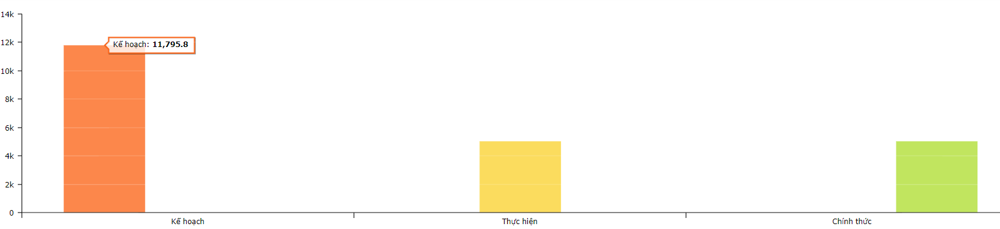 14k
12k
Kế hoạch: 11,795.8
10k
8k
6k
4k
2k
0
Kế hoạch
Thực hiện
Chính thức